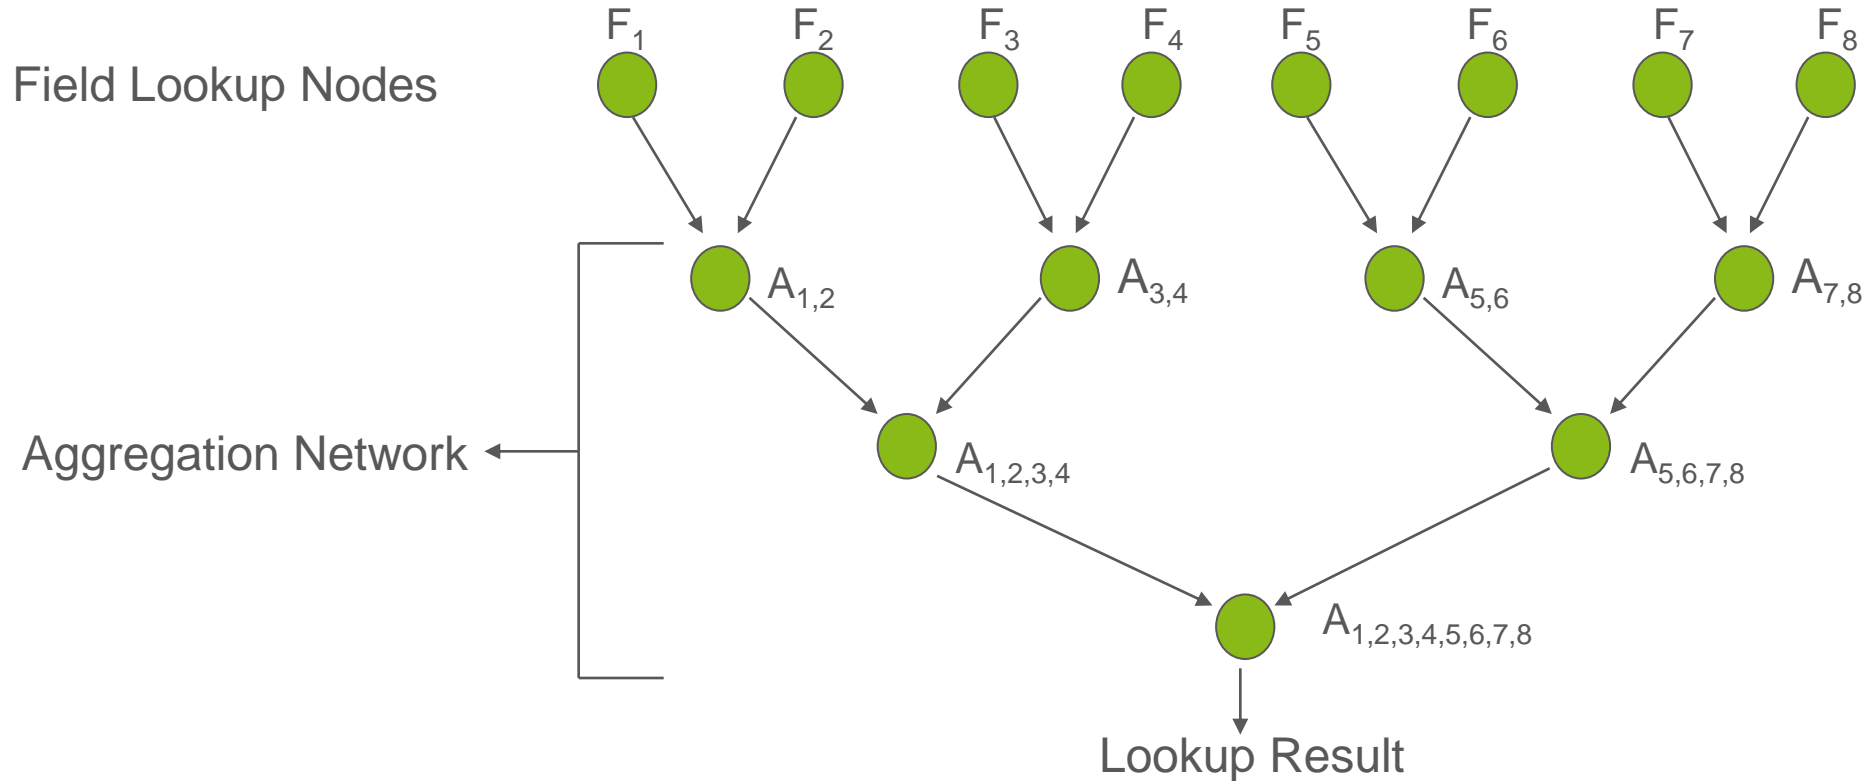 F₁ F₂ F₃ F₄ F₅ F₆ F₇ F₈
Field Lookup Nodes
A₁,₂ A₃,₄ A₅,₆ A₇,₈
Aggregation Network
A₁,₂,₃,₄ A₅,₆,₇,₈
A₁,₂,₃,₄,₅,₆,₇,₈
Lookup Result